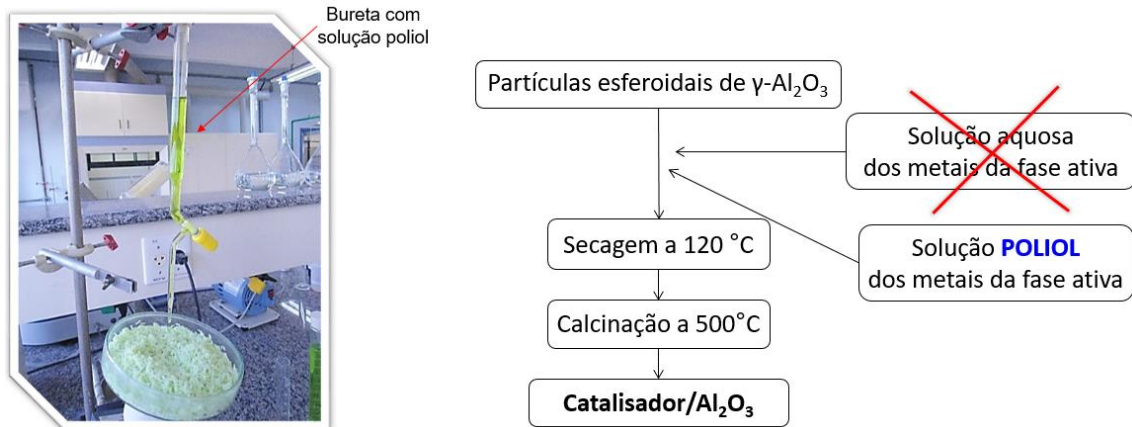 Bureta com
solução poliol
Partículas esferoidais de γ-Al₂O₃
Solução aquosa
dos metais da fase ativa
Solução POLIOL
dos metais da fase ativa
Secagem a 120 °C
Calcinação a 500°C
Catalisador/Al₂O₃